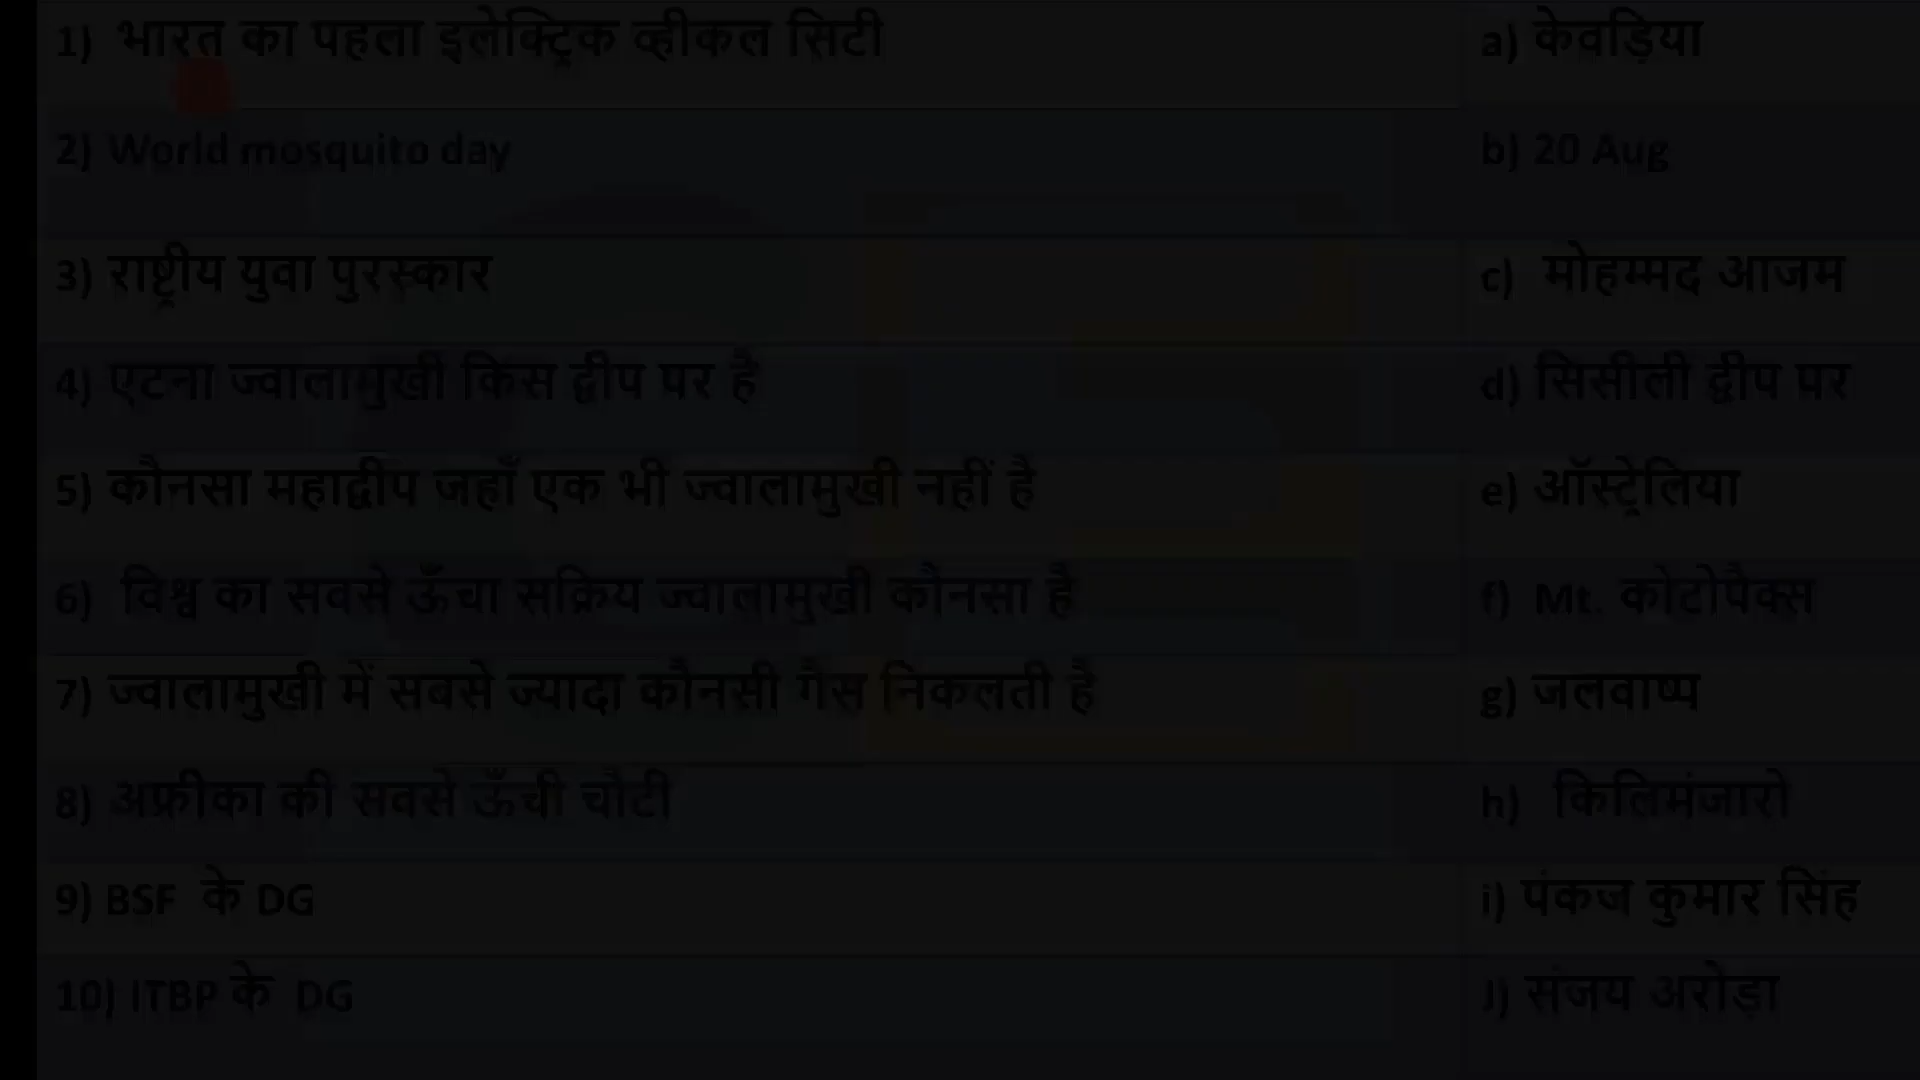 1) भारत का पहला इलेक्ट्रिक व्हीकल सिटी
a) केवड़िया
2) World mosquito day
b) 20 Aug
3) राष्ट्रीय युवा पुरस्कार
c) मोहम्मद आजम
4) एटना ज्वालामुखी किस द्वीप पर है
d) सिसीली द्वीप पर
5) कौनसा महाद्वीप जहाँ एक भी ज्वालामुखी नहीं है
e) ऑस्ट्रेलिया
6) विश्व का सबसे ऊँचा सक्रिय ज्वालामुखी कौनसा है
f) Mt. कोटोपैक्स
7) ज्वालामुखी में सबसे ज्यादा कौनसी गैस निकलती है
g) जलवाष्प
8) अफ्रीका की सबसे ऊँची चोटी
h) किलिमंजारो
9) BSF के DG
i) पंकज कुमार सिंह
10) ITBP के DG
J) संजय अरोड़ा